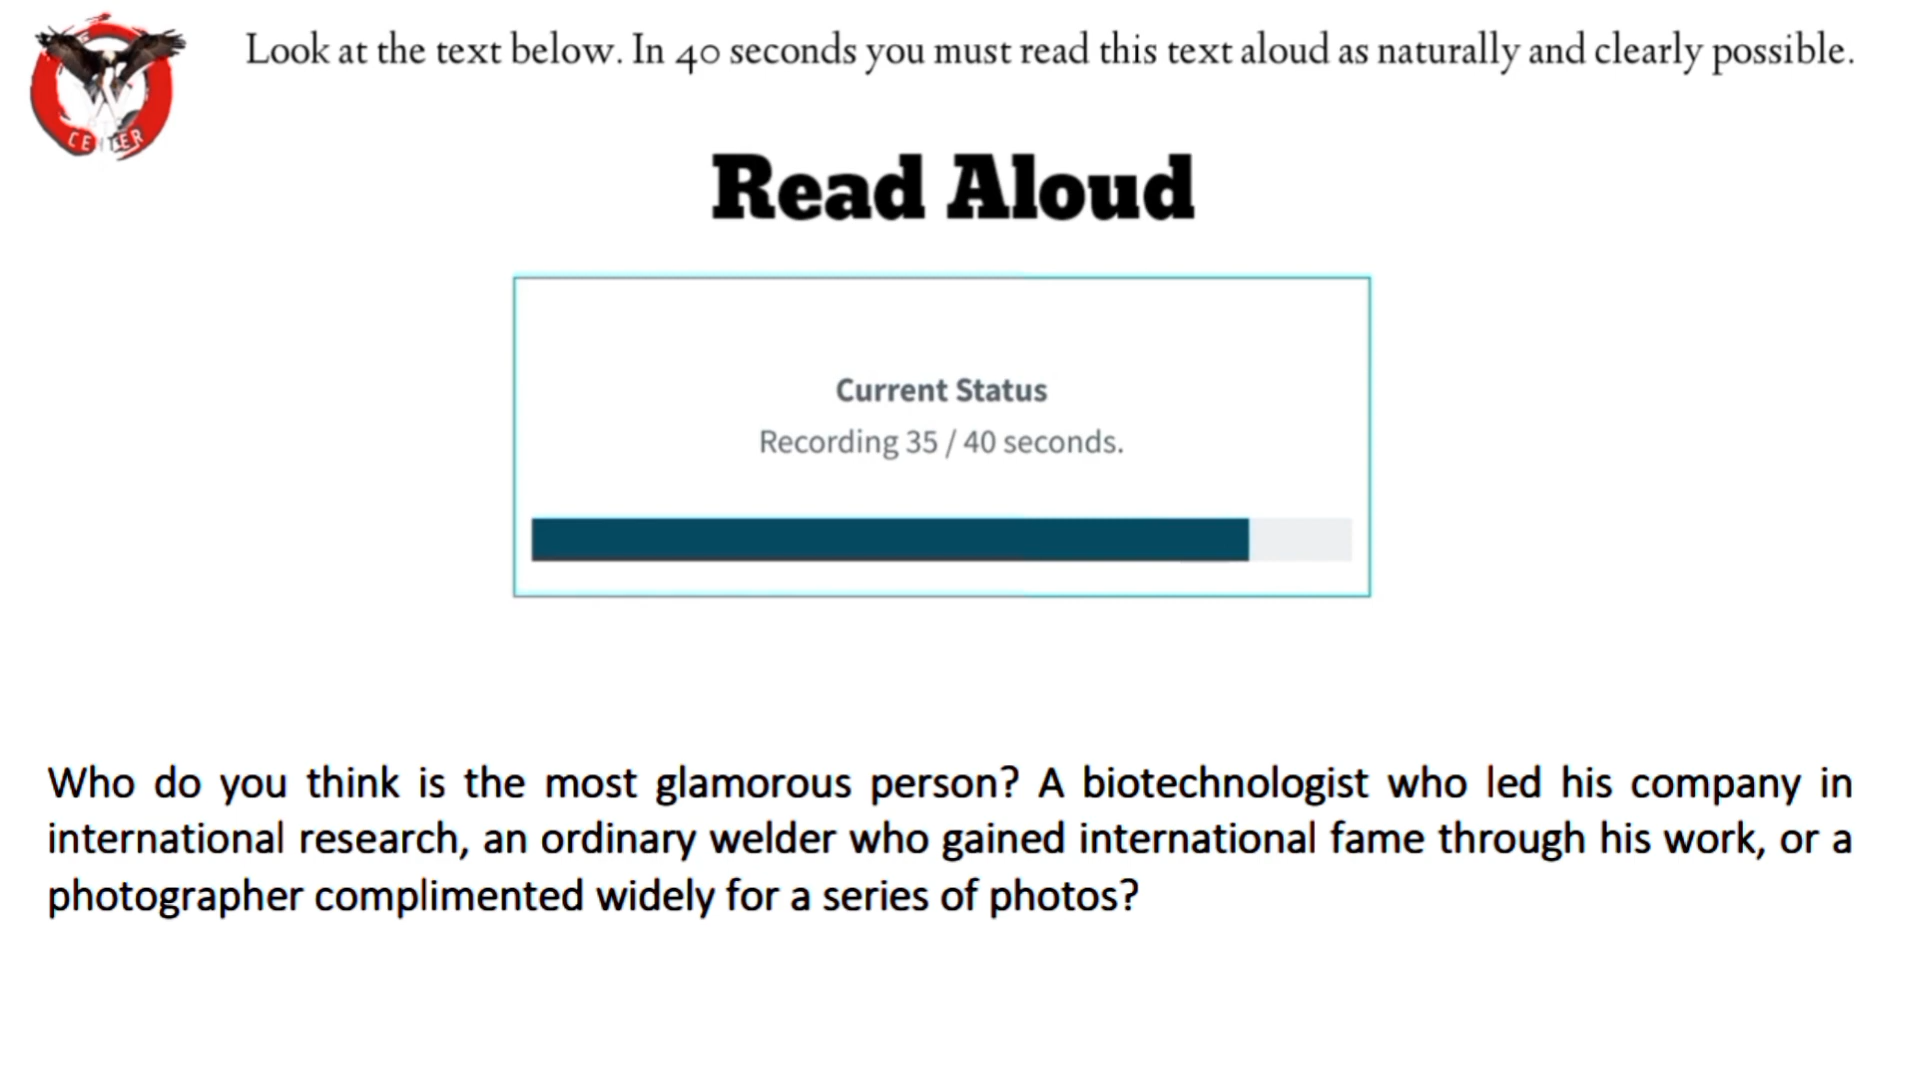 Look at the text below. In 40 seconds you must read this text aloud as naturally and clearly possible.
CENTER
Read Aloud
Current Status
Recording 35 / 40 seconds.
Who do you think is the most glamorous person? A biotechnologist who led his company in
international research, an ordinary welder who gained international fame through his work, or a
photographer complimented widely for a series of photos?